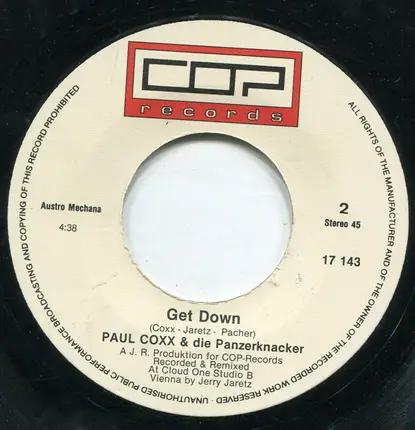 COP
records
Austro Mechana
4:38
2
Stereo 45
17 143
Get Down
(Coxx - Jaretz - Pacher)
PAUL COXX & die Panzerknacker
A J. R. Produktion for COP-Records
Recorded & Remixed
At Cloud One Studio B
Vienna by Jerry Jaretz
ALL RIGHTS OF THE MANUFACTURER AND OF THE OWNER OF THE RECORDED WORK RESERVED - UNAUTHORISED PUBLIC PERFORMANCE BROADCASTING AND COPYING OF THIS RECORD PROHIBITED